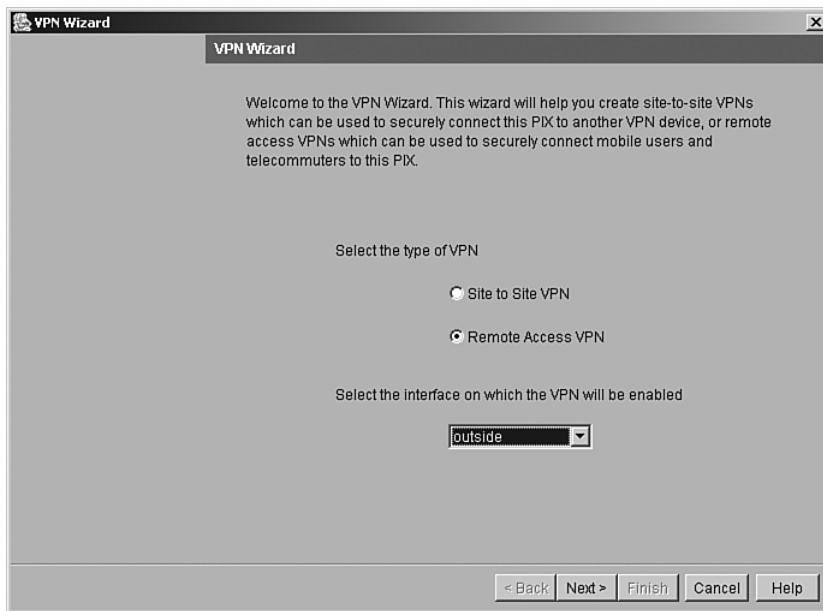 VPN Wizard
VPN Wizard
Welcome to the VPN Wizard. This wizard will help you create site-to-site VPNs
which can be used to securely connect this PIX to another VPN device, or remote
access VPNs which can be used to securely connect mobile users and
telecommuters to this PIX.
Select the type of VPN
Site to Site VPN
Remote Access VPN
Select the interface on which the VPN will be enabled
outside
< Back Next > Finish Cancel Help